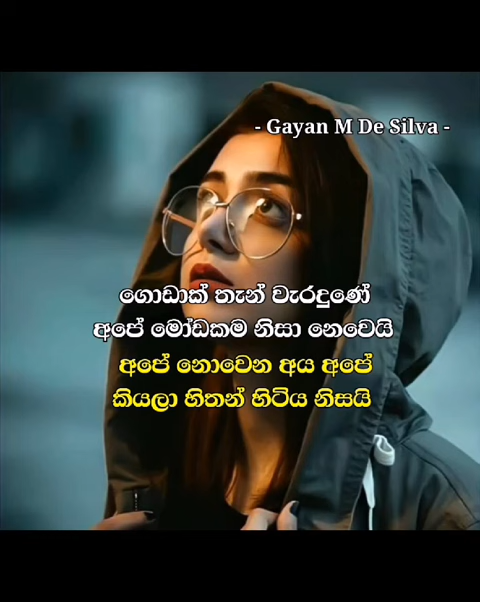 - Gayan M De Silva -
ගොඩාක් තැන් වැරදුණේ
අපේ මෝඩකම නිසා නෙවෙයි
අපේ නොවෙන අය අපේ
කියලා හිතන් හිටිය නිසයි